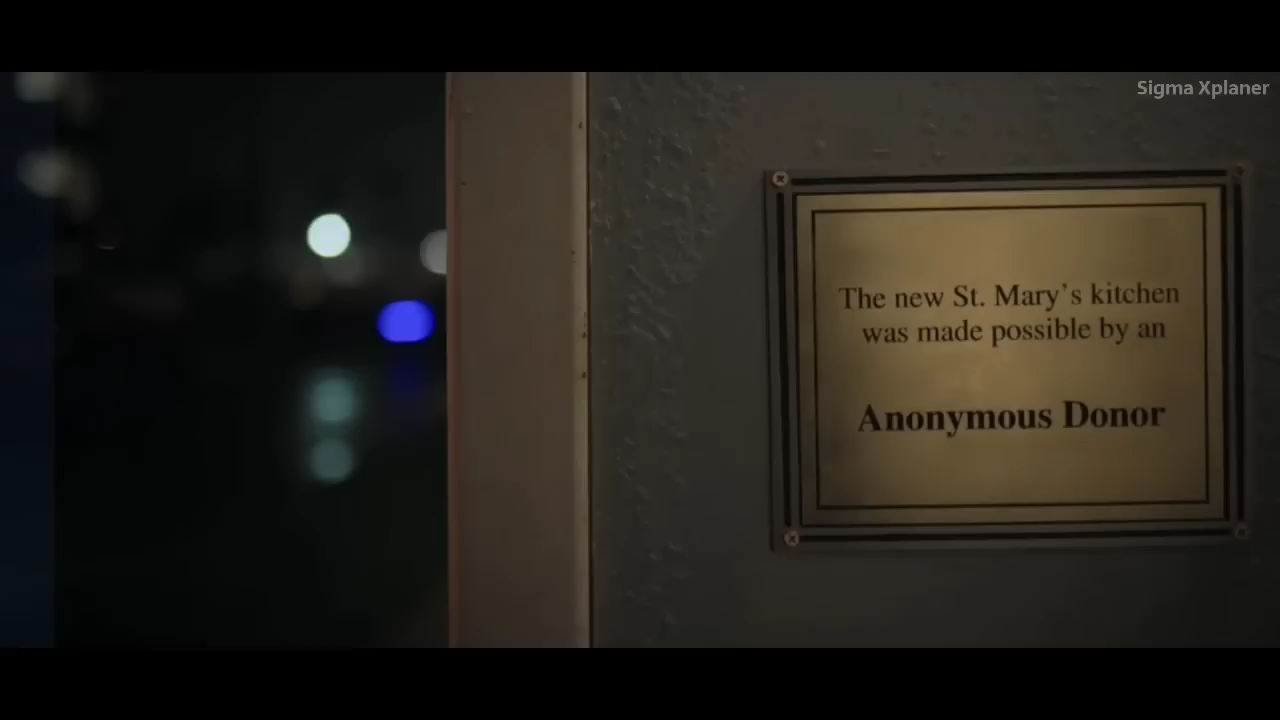 Sigma Xplaner
The new St. Mary's kitchen
was made possible by an
Anonymous Donor